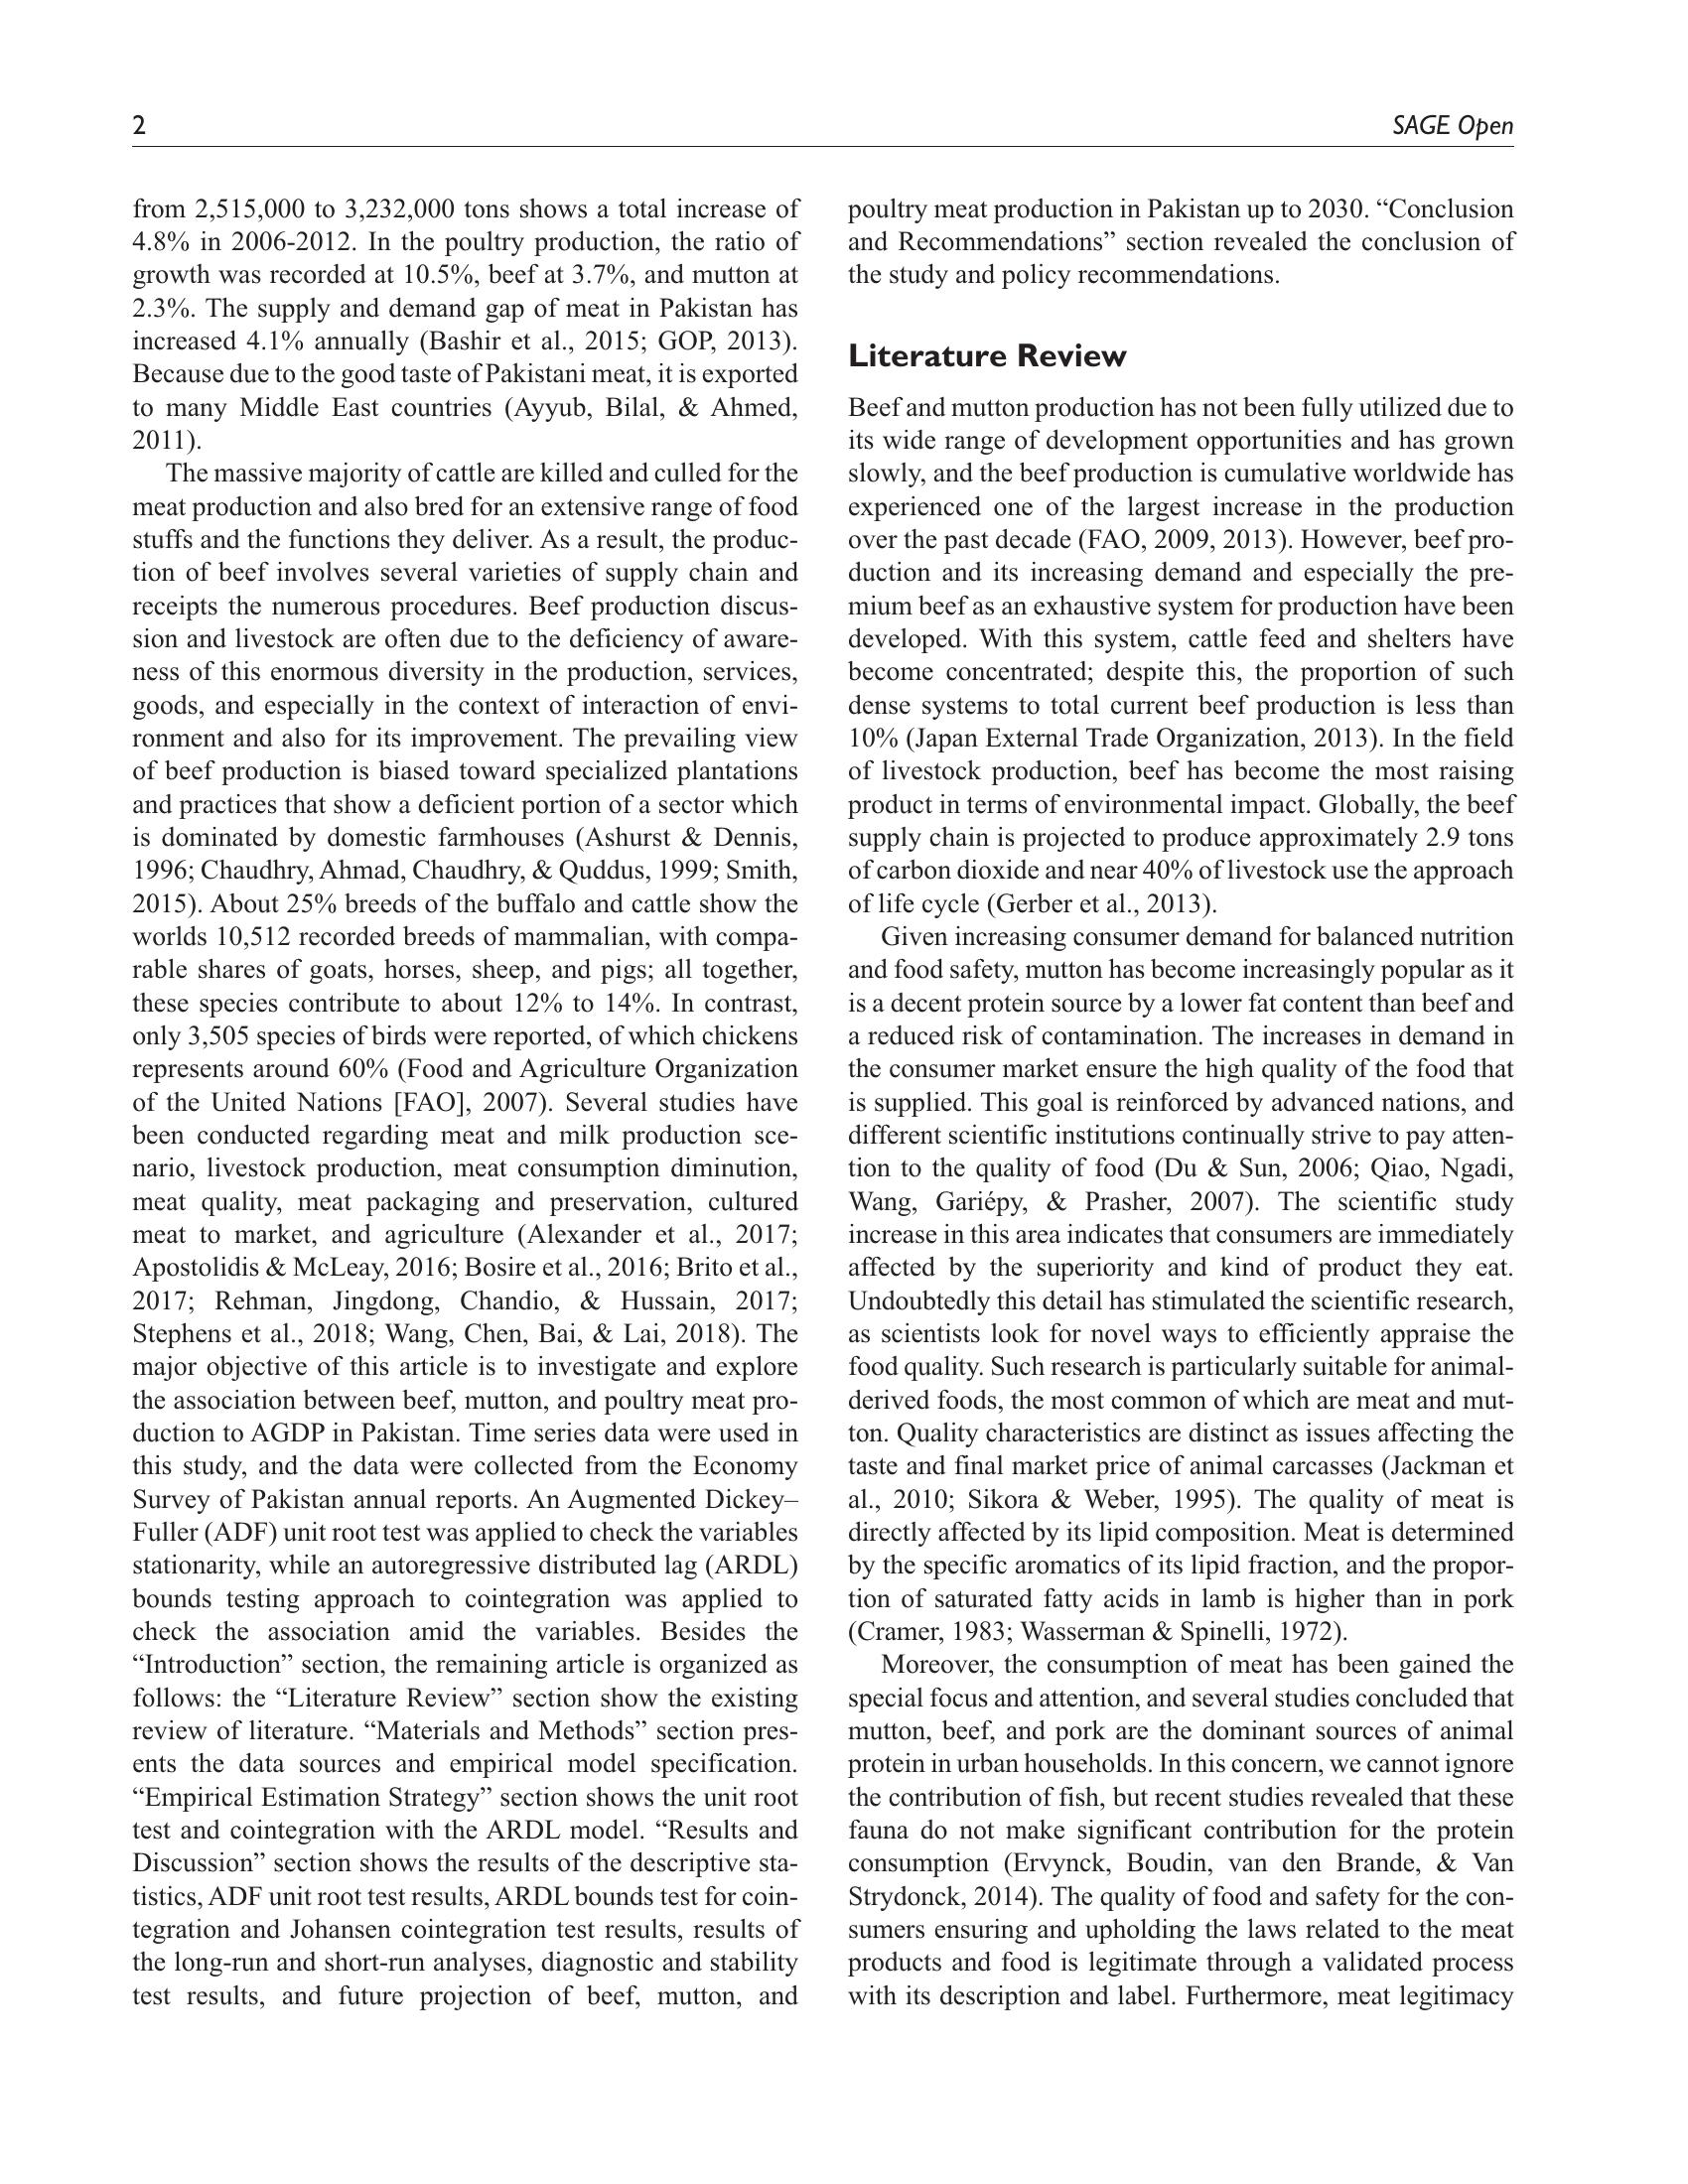 2
SAGE Open
from 2,515,000 to 3,232,000 tons shows a total increase of
4.8% in 2006-2012. In the poultry production, the ratio of
growth was recorded at 10.5%, beef at 3.7%, and mutton at
2.3%. The supply and demand gap of meat in Pakistan has
increased 4.1% annually (Bashir et al., 2015; GOP, 2013).
Because due to the good taste of Pakistani meat, it is exported
to many Middle East countries (Ayyub, Bilal, & Ahmed,
2011).
The massive majority of cattle are killed and culled for the
meat production and also bred for an extensive range of food
stuffs and the functions they deliver. As a result, the produc-
tion of beef involves several varieties of supply chain and
receipts the numerous procedures. Beef production discus-
sion and livestock are often due to the deficiency of aware-
ness of this enormous diversity in the production, services,
goods, and especially in the context of interaction of envi-
ronment and also for its improvement. The prevailing view
of beef production is biased toward specialized plantations
and practices that show a deficient portion of a sector which
is dominated by domestic farmhouses (Ashurst & Dennis,
1996; Chaudhry, Ahmad, Chaudhry, & Quddus, 1999; Smith,
2015). About 25% breeds of the buffalo and cattle show the
worlds 10,512 recorded breeds of mammalian, with compa-
rable shares of goats, horses, sheep, and pigs; all together,
these species contribute to about 12% to 14%. In contrast,
only 3,505 species of birds were reported, of which chickens
represents around 60% (Food and Agriculture Organization
of the United Nations [FAO], 2007). Several studies have
been conducted regarding meat and milk production sce-
nario, livestock production, meat consumption diminution,
meat quality, meat packaging and preservation, cultured
meat to market, and agriculture (Alexander et al., 2017;
Apostolidis & McLeay, 2016; Bosire et al., 2016; Brito et al.,
2017; Rehman, Jingdong, Chandio, & Hussain, 2017;
Stephens et al., 2018; Wang, Chen, Bai, & Lai, 2018). The
major objective of this article is to investigate and explore
the association between beef, mutton, and poultry meat pro-
duction to AGDP in Pakistan. Time series data were used in
this study, and the data were collected from the Economy
Survey of Pakistan annual reports. An Augmented Dickey–
Fuller (ADF) unit root test was applied to check the variables
stationarity, while an autoregressive distributed lag (ARDL)
bounds testing approach to cointegration was applied to
check the association amid the variables. Besides the
“Introduction” section, the remaining article is organized as
follows: the “Literature Review” section show the existing
review of literature. “Materials and Methods” section pres-
ents the data sources and empirical model specification.
“Empirical Estimation Strategy” section shows the unit root
test and cointegration with the ARDL model. “Results and
Discussion” section shows the results of the descriptive sta-
tistics, ADF unit root test results, ARDL bounds test for coin-
tegration and Johansen cointegration test results, results of
the long-run and short-run analyses, diagnostic and stability
test results, and future projection of beef, mutton, and
poultry meat production in Pakistan up to 2030. “Conclusion
and Recommendations” section revealed the conclusion of
the study and policy recommendations.
Literature Review
Beef and mutton production has not been fully utilized due to
its wide range of development opportunities and has grown
slowly, and the beef production is cumulative worldwide has
experienced one of the largest increase in the production
over the past decade (FAO, 2009, 2013). However, beef pro-
duction and its increasing demand and especially the pre-
mium beef as an exhaustive system for production have been
developed. With this system, cattle feed and shelters have
become concentrated; despite this, the proportion of such
dense systems to total current beef production is less than
10% (Japan External Trade Organization, 2013). In the field
of livestock production, beef has become the most raising
product in terms of environmental impact. Globally, the beef
supply chain is projected to produce approximately 2.9 tons
of carbon dioxide and near 40% of livestock use the approach
of life cycle (Gerber et al., 2013).
Given increasing consumer demand for balanced nutrition
and food safety, mutton has become increasingly popular as it
is a decent protein source by a lower fat content than beef and
a reduced risk of contamination. The increases in demand in
the consumer market ensure the high quality of the food that
is supplied. This goal is reinforced by advanced nations, and
different scientific institutions continually strive to pay atten-
tion to the quality of food (Du & Sun, 2006; Qiao, Ngadi,
Wang, Gariépy, & Prasher, 2007). The scientific study
increase in this area indicates that consumers are immediately
affected by the superiority and kind of product they eat.
Undoubtedly this detail has stimulated the scientific research,
as scientists look for novel ways to efficiently appraise the
food quality. Such research is particularly suitable for animal-
derived foods, the most common of which are meat and mut-
ton. Quality characteristics are distinct as issues affecting the
taste and final market price of animal carcasses (Jackman et
al., 2010; Sikora & Weber, 1995). The quality of meat is
directly affected by its lipid composition. Meat is determined
by the specific aromatics of its lipid fraction, and the propor-
tion of saturated fatty acids in lamb is higher than in pork
(Cramer, 1983; Wasserman & Spinelli, 1972).
Moreover, the consumption of meat has been gained the
special focus and attention, and several studies concluded that
mutton, beef, and pork are the dominant sources of animal
protein in urban households. In this concern, we cannot ignore
the contribution of fish, but recent studies revealed that these
fauna do not make significant contribution for the protein
consumption (Ervynck, Boudin, van den Brande, & Van
Strydonck, 2014). The quality of food and safety for the con-
sumers ensuring and upholding the laws related to the meat
products and food is legitimate through a validated process
with its description and label. Furthermore, meat legitimacy